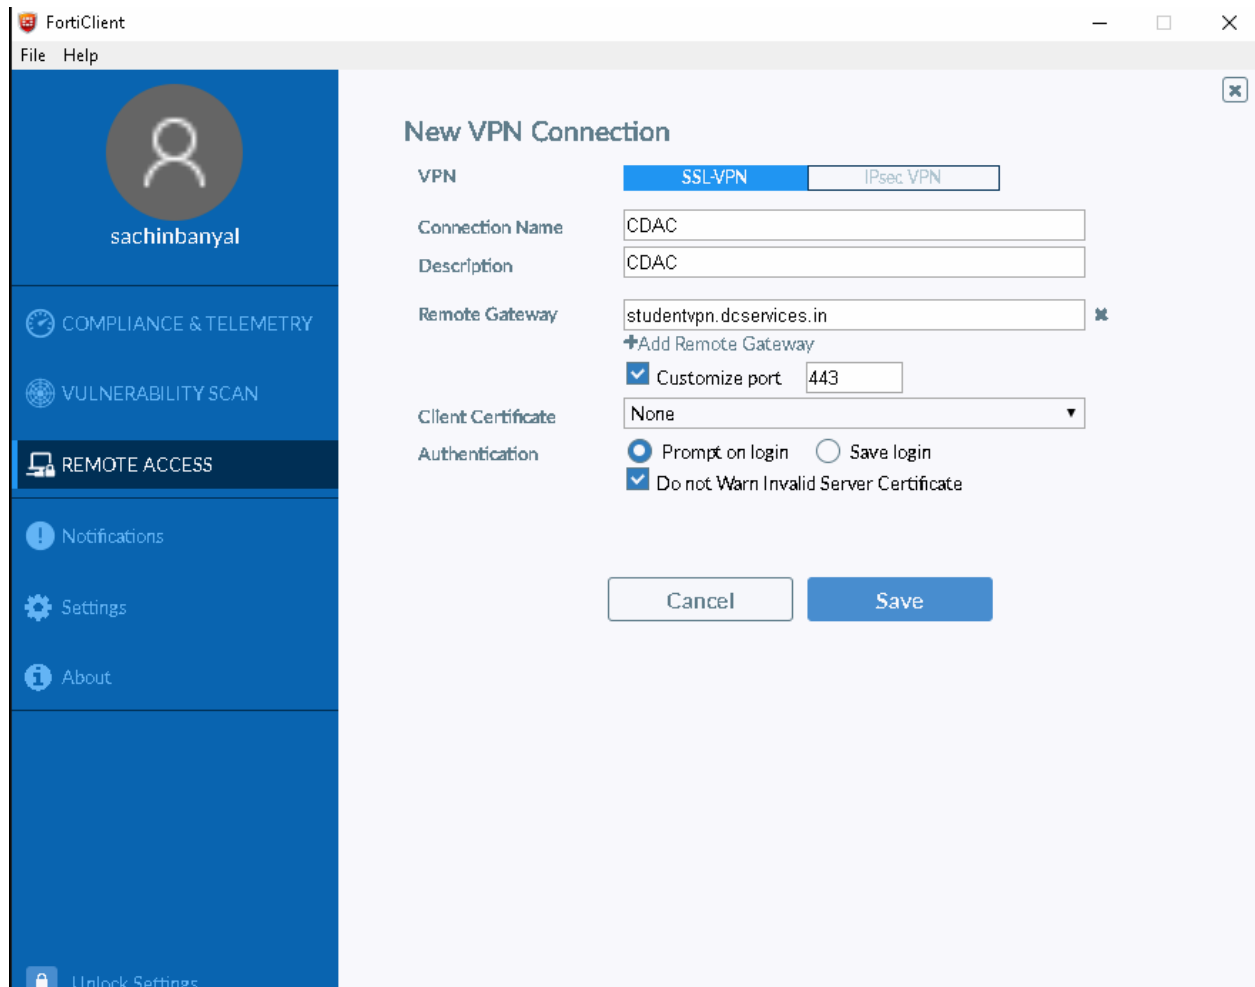 FortiClient
File Help
sachinbanyal
COMPLIANCE & TELEMETRY
VULNERABILITY SCAN
REMOTE ACCESS
Notifications
Settings
About
Unlock Settings
New VPN Connection
VPN SSL-VPN IPsec VPN
Connection Name CDAC
Description CDAC
Remote Gateway studentvpn.dcservices.in
+Add Remote Gateway
Customize port 443
Client Certificate None
Authentication Prompt on login Save login
Do not Warn Invalid Server Certificate
Cancel Save